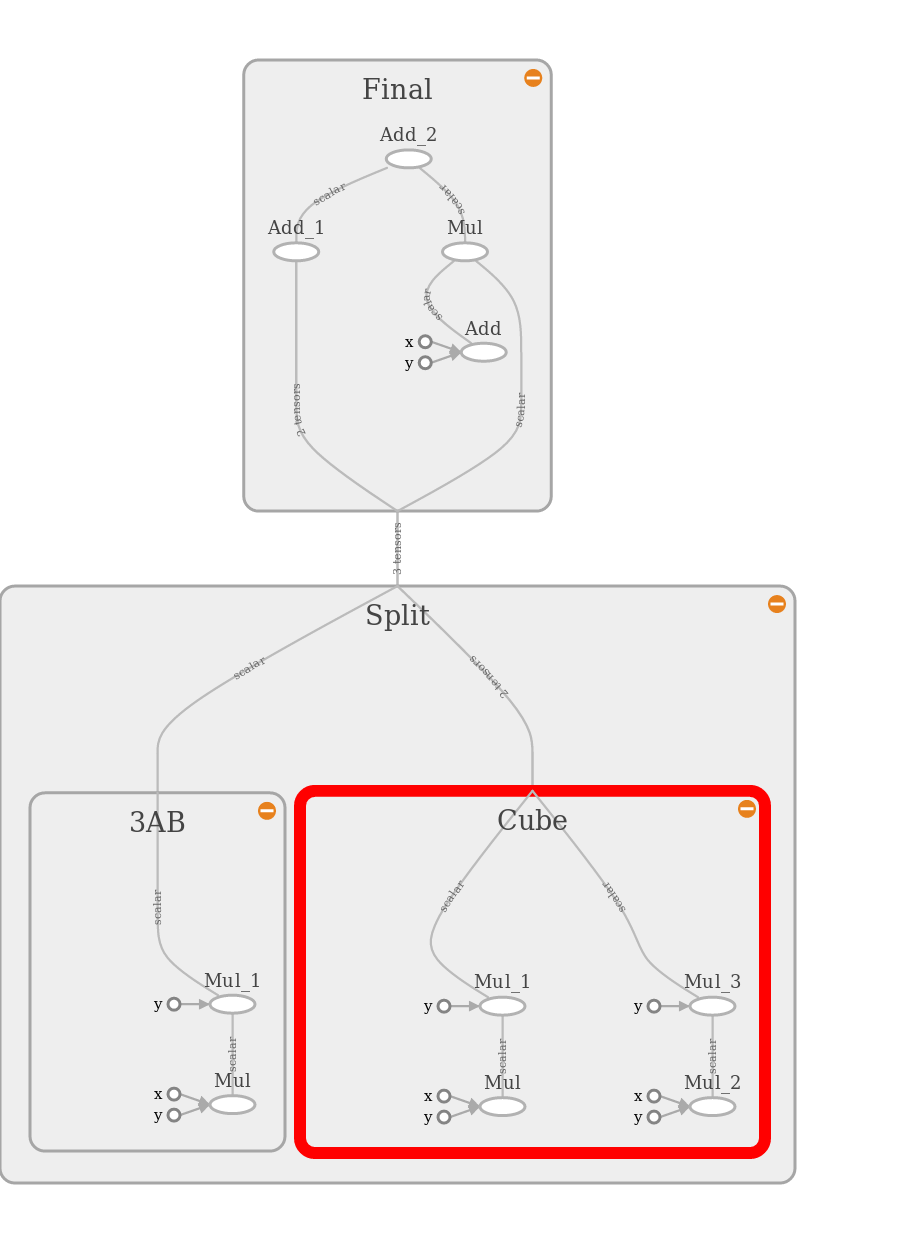 Final
Add_2
scalar
scalar
Add_1
Mul
scalar
Add
x
y
2 tensors
scalar
3 tensors
Split
scalar
2 tensors
3AB
Cube
scalar
scalar
scalar
Mul_1
y
Mul_1
y
Mul_3
y
scalar
scalar
scalar
Mul
x
y
Mul
x
y
Mul_2
x
y